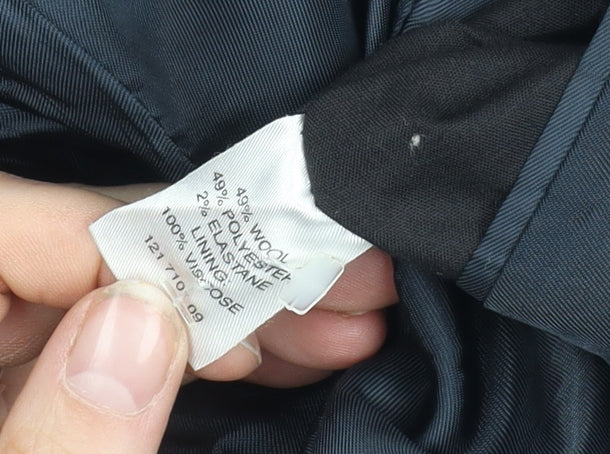 49% WOOL
49% POLYESTER
2% ELASTANE
LINING:
100% VISCOSE
121 710 09